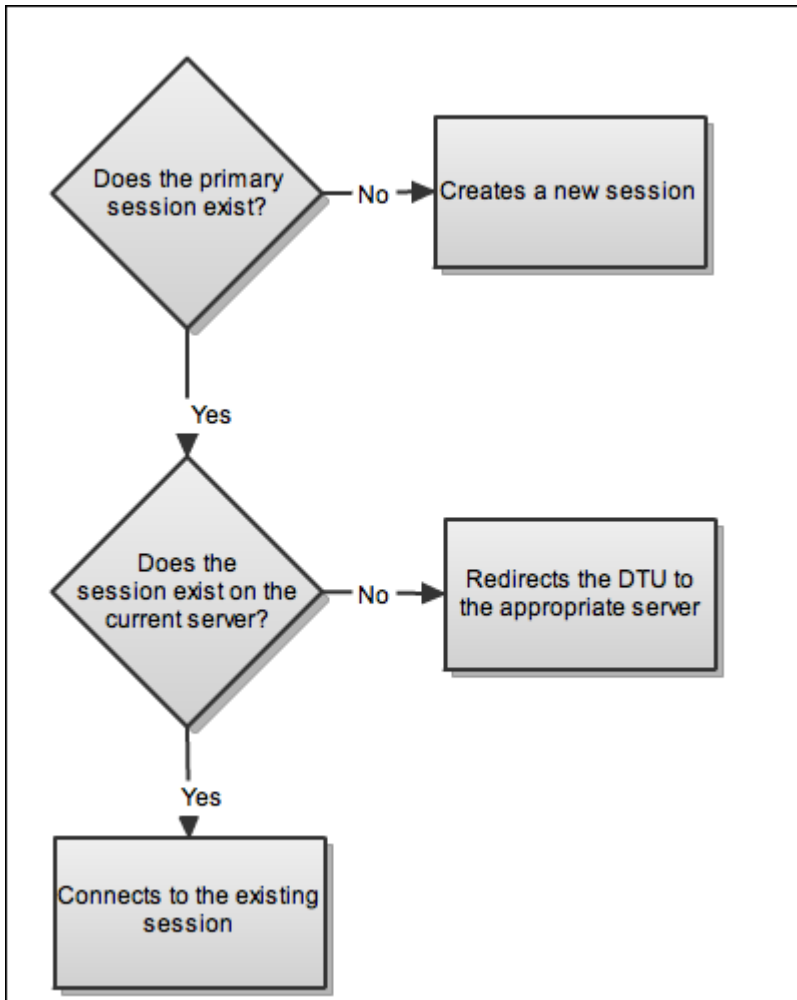 Does the primary
session exist?
No
Creates a new session
Yes
Does the
session exist on the
current server?
No
Redirects the DTU to
the appropriate server
Yes
Connects to the existing
session